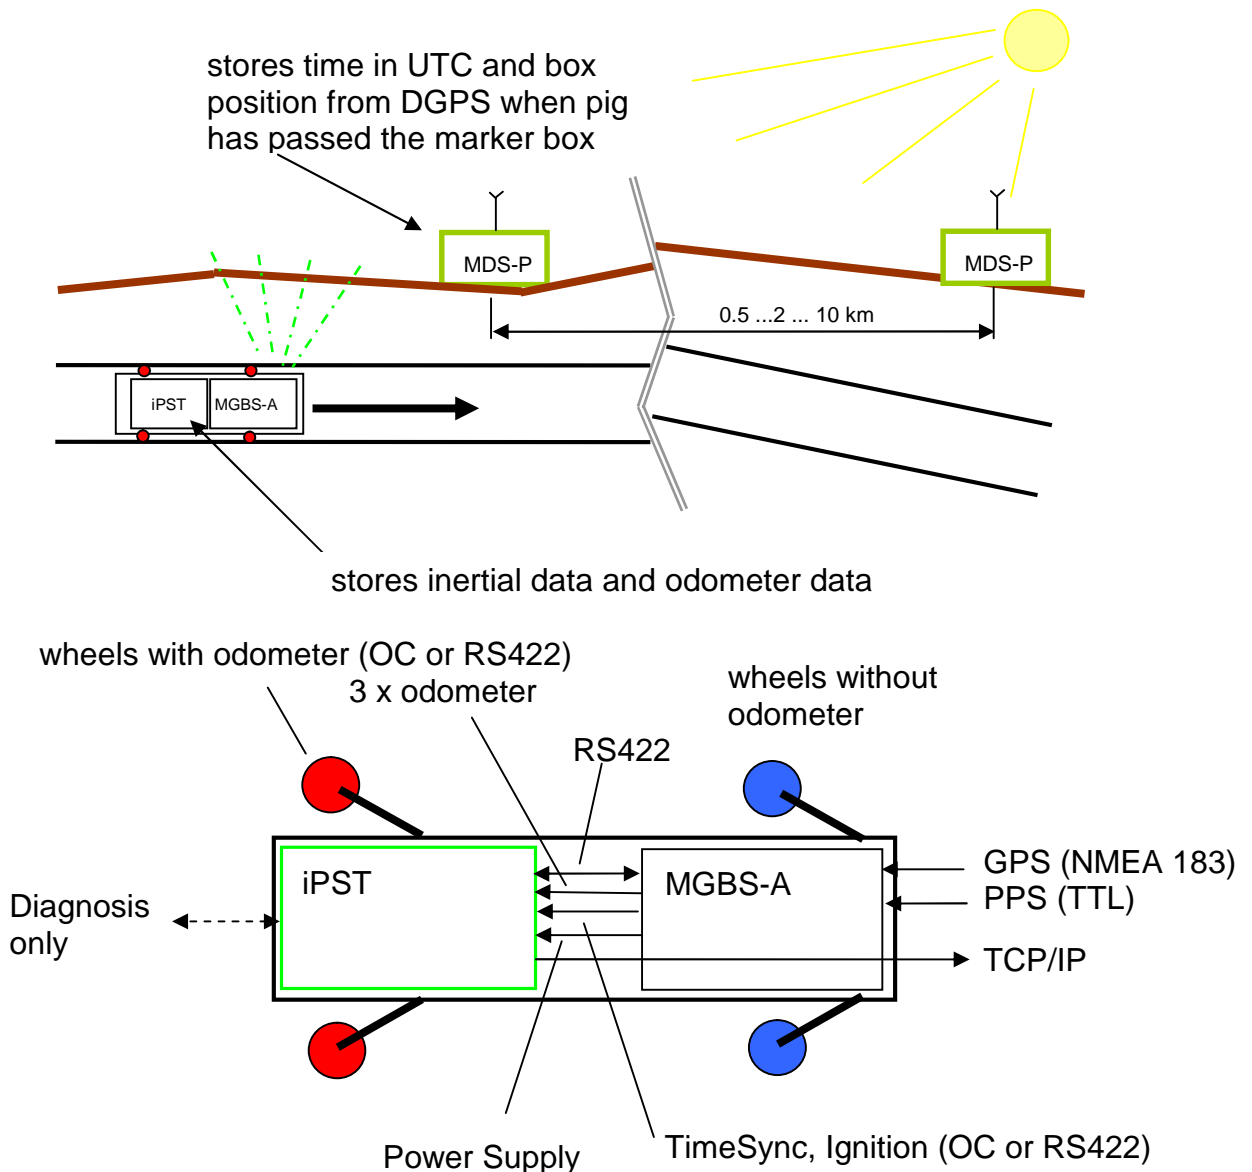 stores time in UTC and box
position from DGPS when pig
has passed the marker box
MDS-P
MDS-P
0.5 ...2 ... 10 km
iPST
MGBS-A
stores inertial data and odometer data
wheels with odometer (OC or RS422)
3 x odometer
wheels without
odometer
RS422
iPST
MGBS-A
GPS (NMEA 183)
PPS (TTL)
TCP/IP
Diagnosis
only
Power Supply
TimeSync, Ignition (OC or RS422)